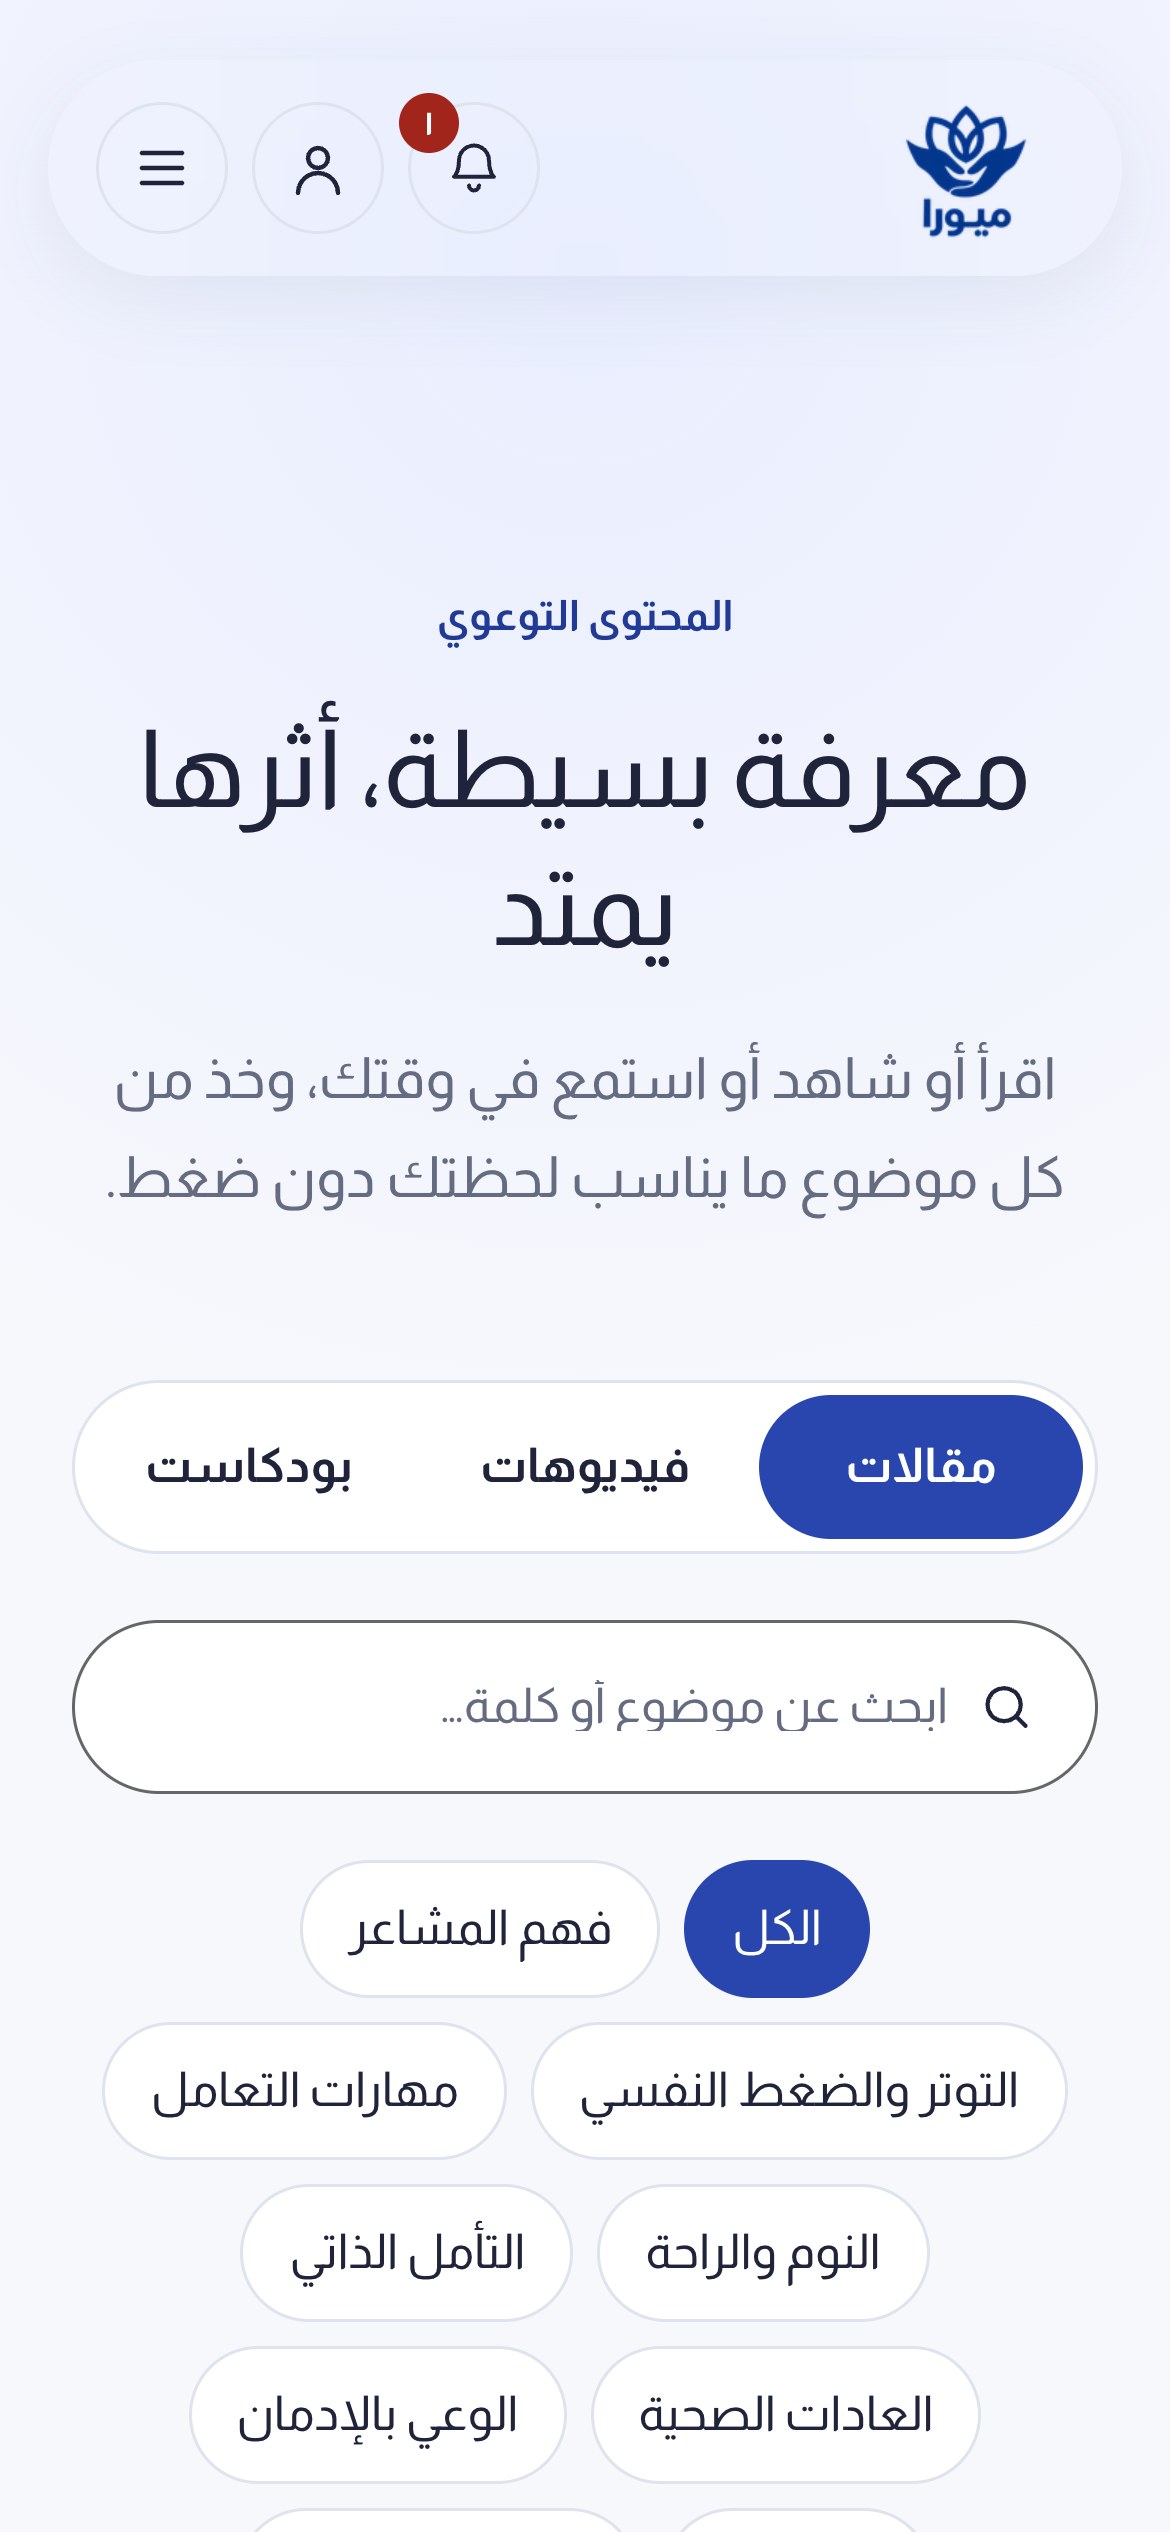 ميورا
١
المحتوى التوعوي
معرفة بسيطة، أثرها
يمتد
اقرأ أو شاهد أو استمع في وقتك، وخذ من
كل موضوع ما يناسب لحظتك دون ضغط.
مقالات فيديوهات بودكاست
ابحث عن موضوع أو كلمة...
الكل فهم المشاعر
التوتر والضغط النفسي مهارات التعامل
النوم والراحة التأمل الذاتي
العادات الصحية الوعي بالإدمان